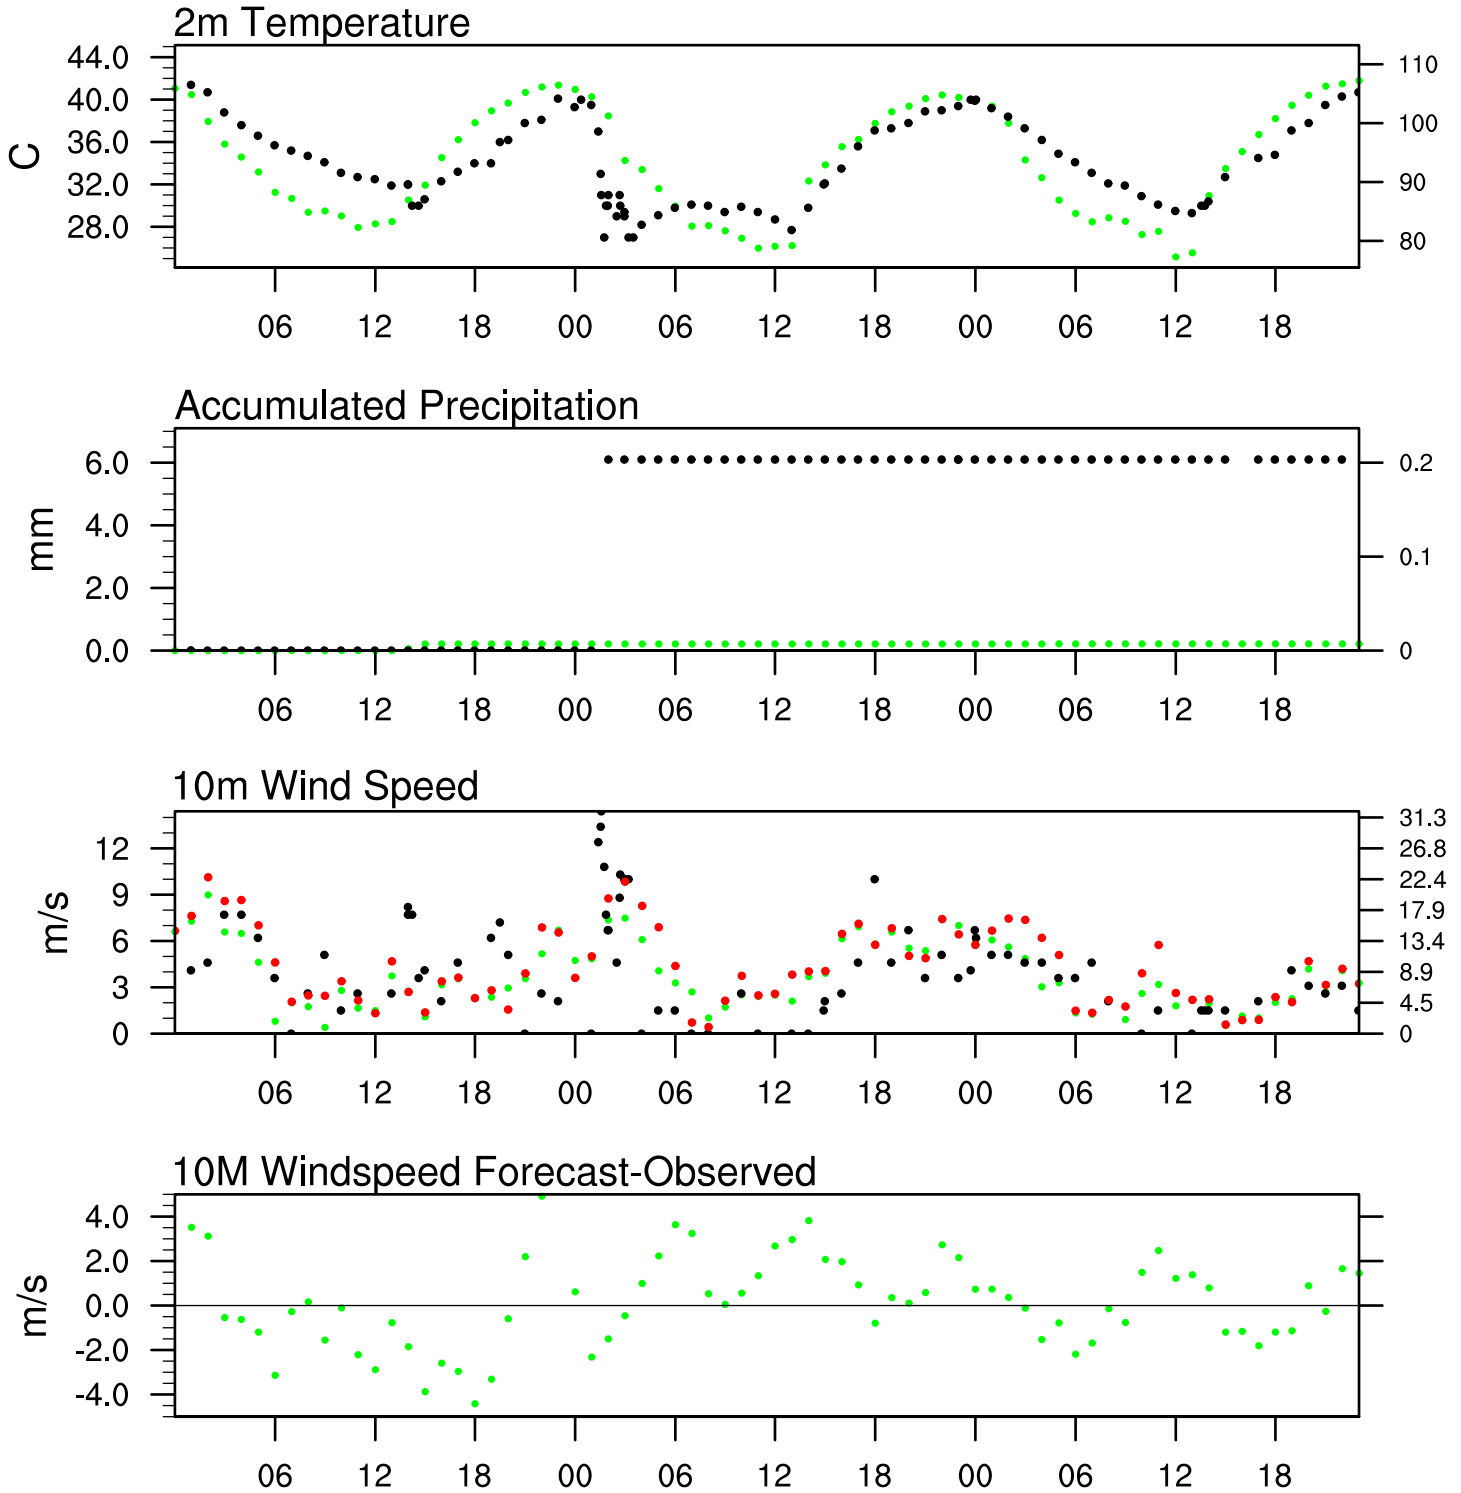 2m Temperature
44.0
40.0
36.0
32.0
28.0
C
110
100
90
80
06 12 18 00 06 12 18 00 06 12 18
Accumulated Precipitation
6.0
4.0
2.0
0.0
mm
0.2
0.1
0
06 12 18 00 06 12 18 00 06 12 18
10m Wind Speed
12
9
6
3
0
m/s
31.3
26.8
22.4
17.9
13.4
8.9
4.5
0
06 12 18 00 06 12 18 00 06 12 18
10M Windspeed Forecast-Observed
4.0
2.0
0.0
-2.0
-4.0
m/s
06 12 18 00 06 12 18 00 06 12 18